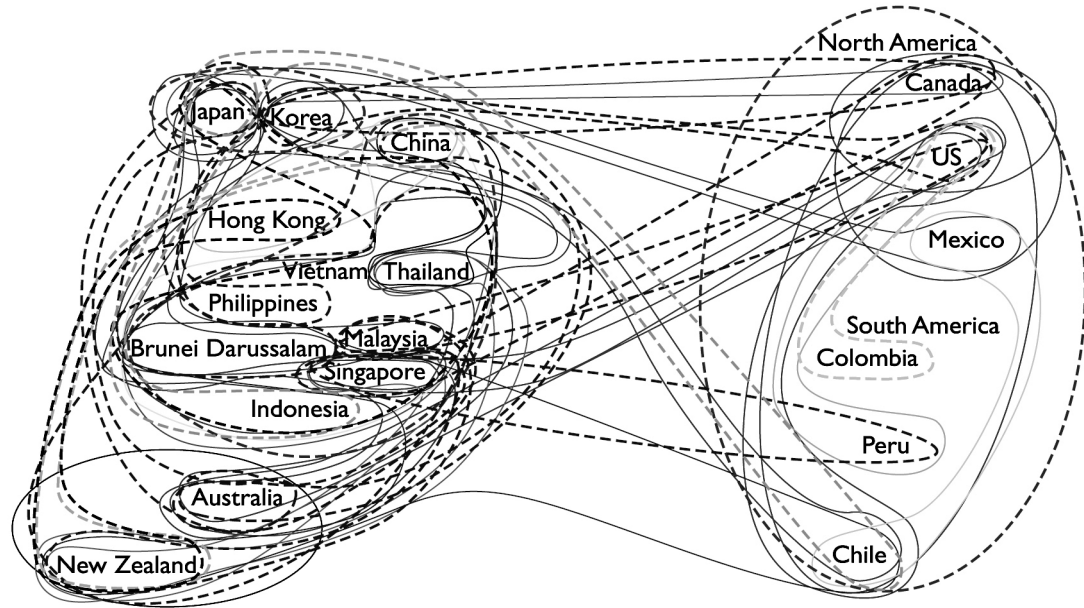 North America
Canada
Japan
Korea
China
US
Hong Kong
Mexico
Vietnam
Thailand
Philippines
South America
Malaysia
Brunei Darussalam
Colombia
Singapore
Indonesia
Peru
Australia
Chile
New Zealand